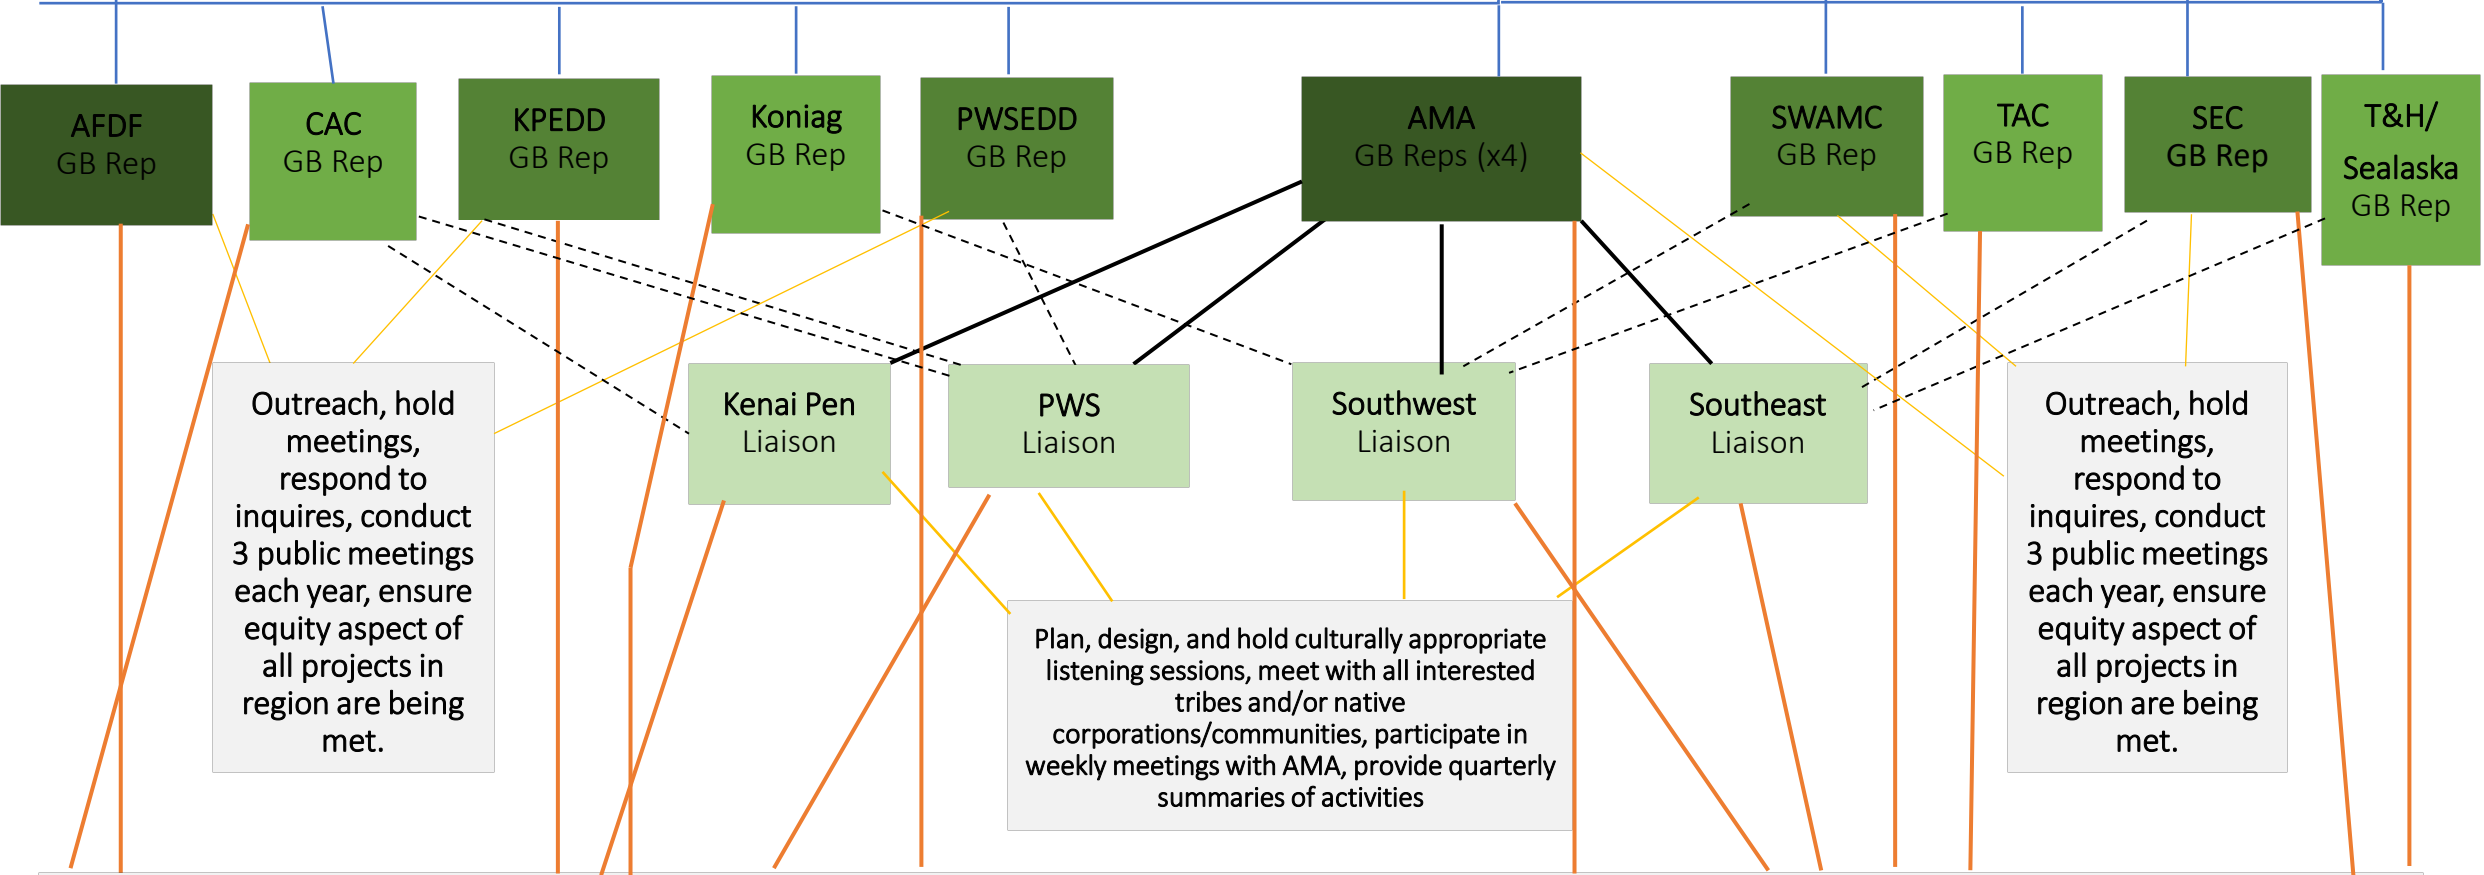 AFDF
GB Rep
CAC
GB Rep
KPEDD
GB Rep
Koniag
GB Rep
PWSEDD
GB Rep
AMA
GB Reps (x4)
SWAMC
GB Rep
TAC
GB Rep
SEC
GB Rep
T&H/
Sealaska
GB Rep
Outreach, hold
meetings,
respond to
inquires, conduct
3 public meetings
each year, ensure
equity aspect of
all projects in
region are being
met.
Kenai Pen
Liaison
PWS
Liaison
Southwest
Liaison
Southeast
Liaison
Outreach, hold
meetings,
respond to
inquires, conduct
3 public meetings
each year, ensure
equity aspect of
all projects in
region are being
met.
Plan, design, and hold culturally appropriate
listening sessions, meet with all interested
tribes and/or native
corporations/communities, participate in
weekly meetings with AMA, provide quarterly
summaries of activities